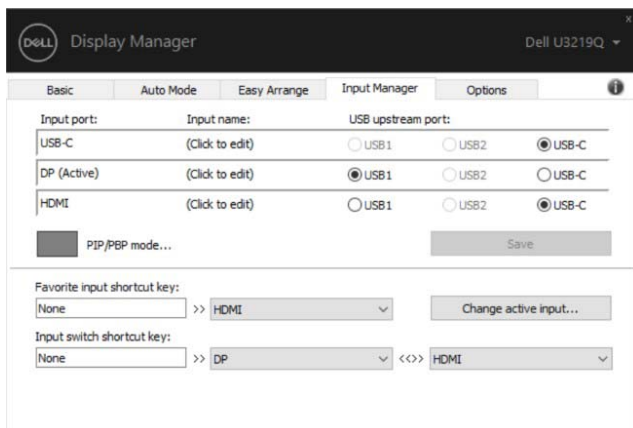 DELL Display Manager Dell U3219Q
Basic Auto Mode Easy Arrange Input Manager Options
Input port: Input name: USB upstream port:
USB-C (Click to edit) USB1 USB2 USB-C
DP (Active) (Click to edit) USB1 USB2 USB-C
HDMI (Click to edit) USB1 USB2 USB-C
PIP/PBP mode... Save
Favorite input shortcut key:
None >> HDMI Change active input...
Input switch shortcut key:
None >> DP <<>> HDMI